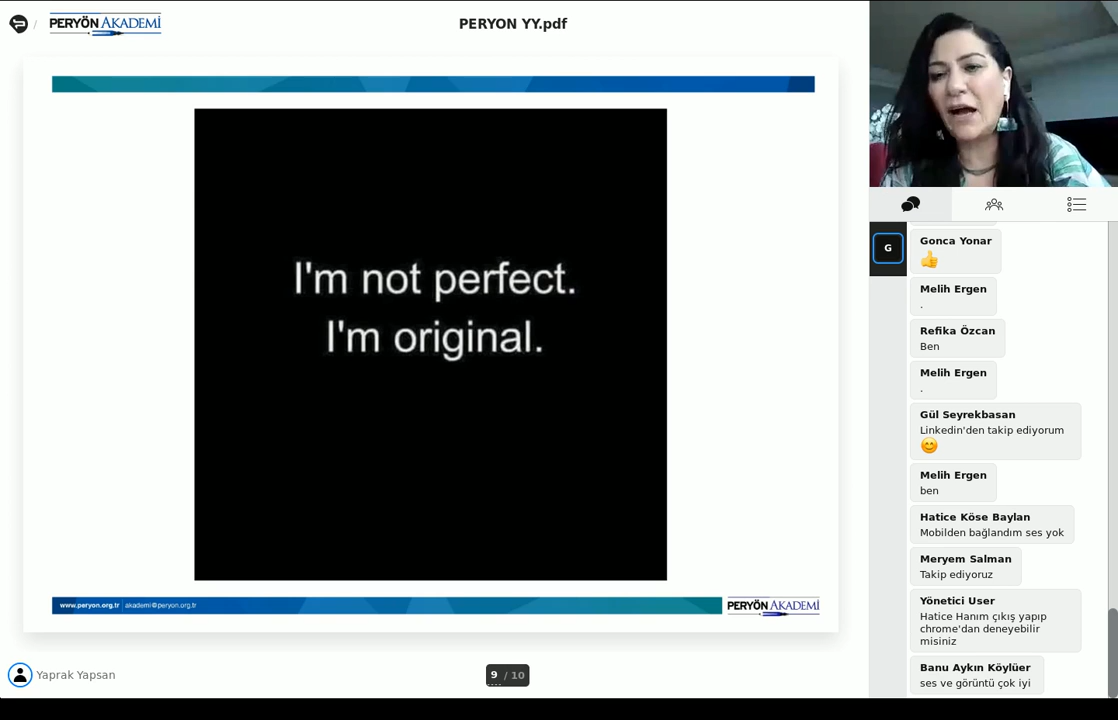 PERYÖN AKADEMİ
PERYON YY.pdf
I'm not perfect.
I'm original.
www.peryon.org.tr | akademi@peryon.org.tr
PERYÖN AKADEMİ
Yaprak Yapsan
9 / 10
G
Gonca Yonar
👍
Melih Ergen
.
Refika Özcan
Ben
Melih Ergen
.
Gül Seyrekbasan
Linkedin'den takip ediyorum
😊
Melih Ergen
ben
Hatice Köse Baylan
Mobilden bağlandım ses yok
Meryem Salman
Takip ediyoruz
Yönetici User
Hatice Hanım çıkış yapıp
chrome'dan deneyebilir
misiniz
Banu Aykın Köylüer
ses ve görüntü çok iyi